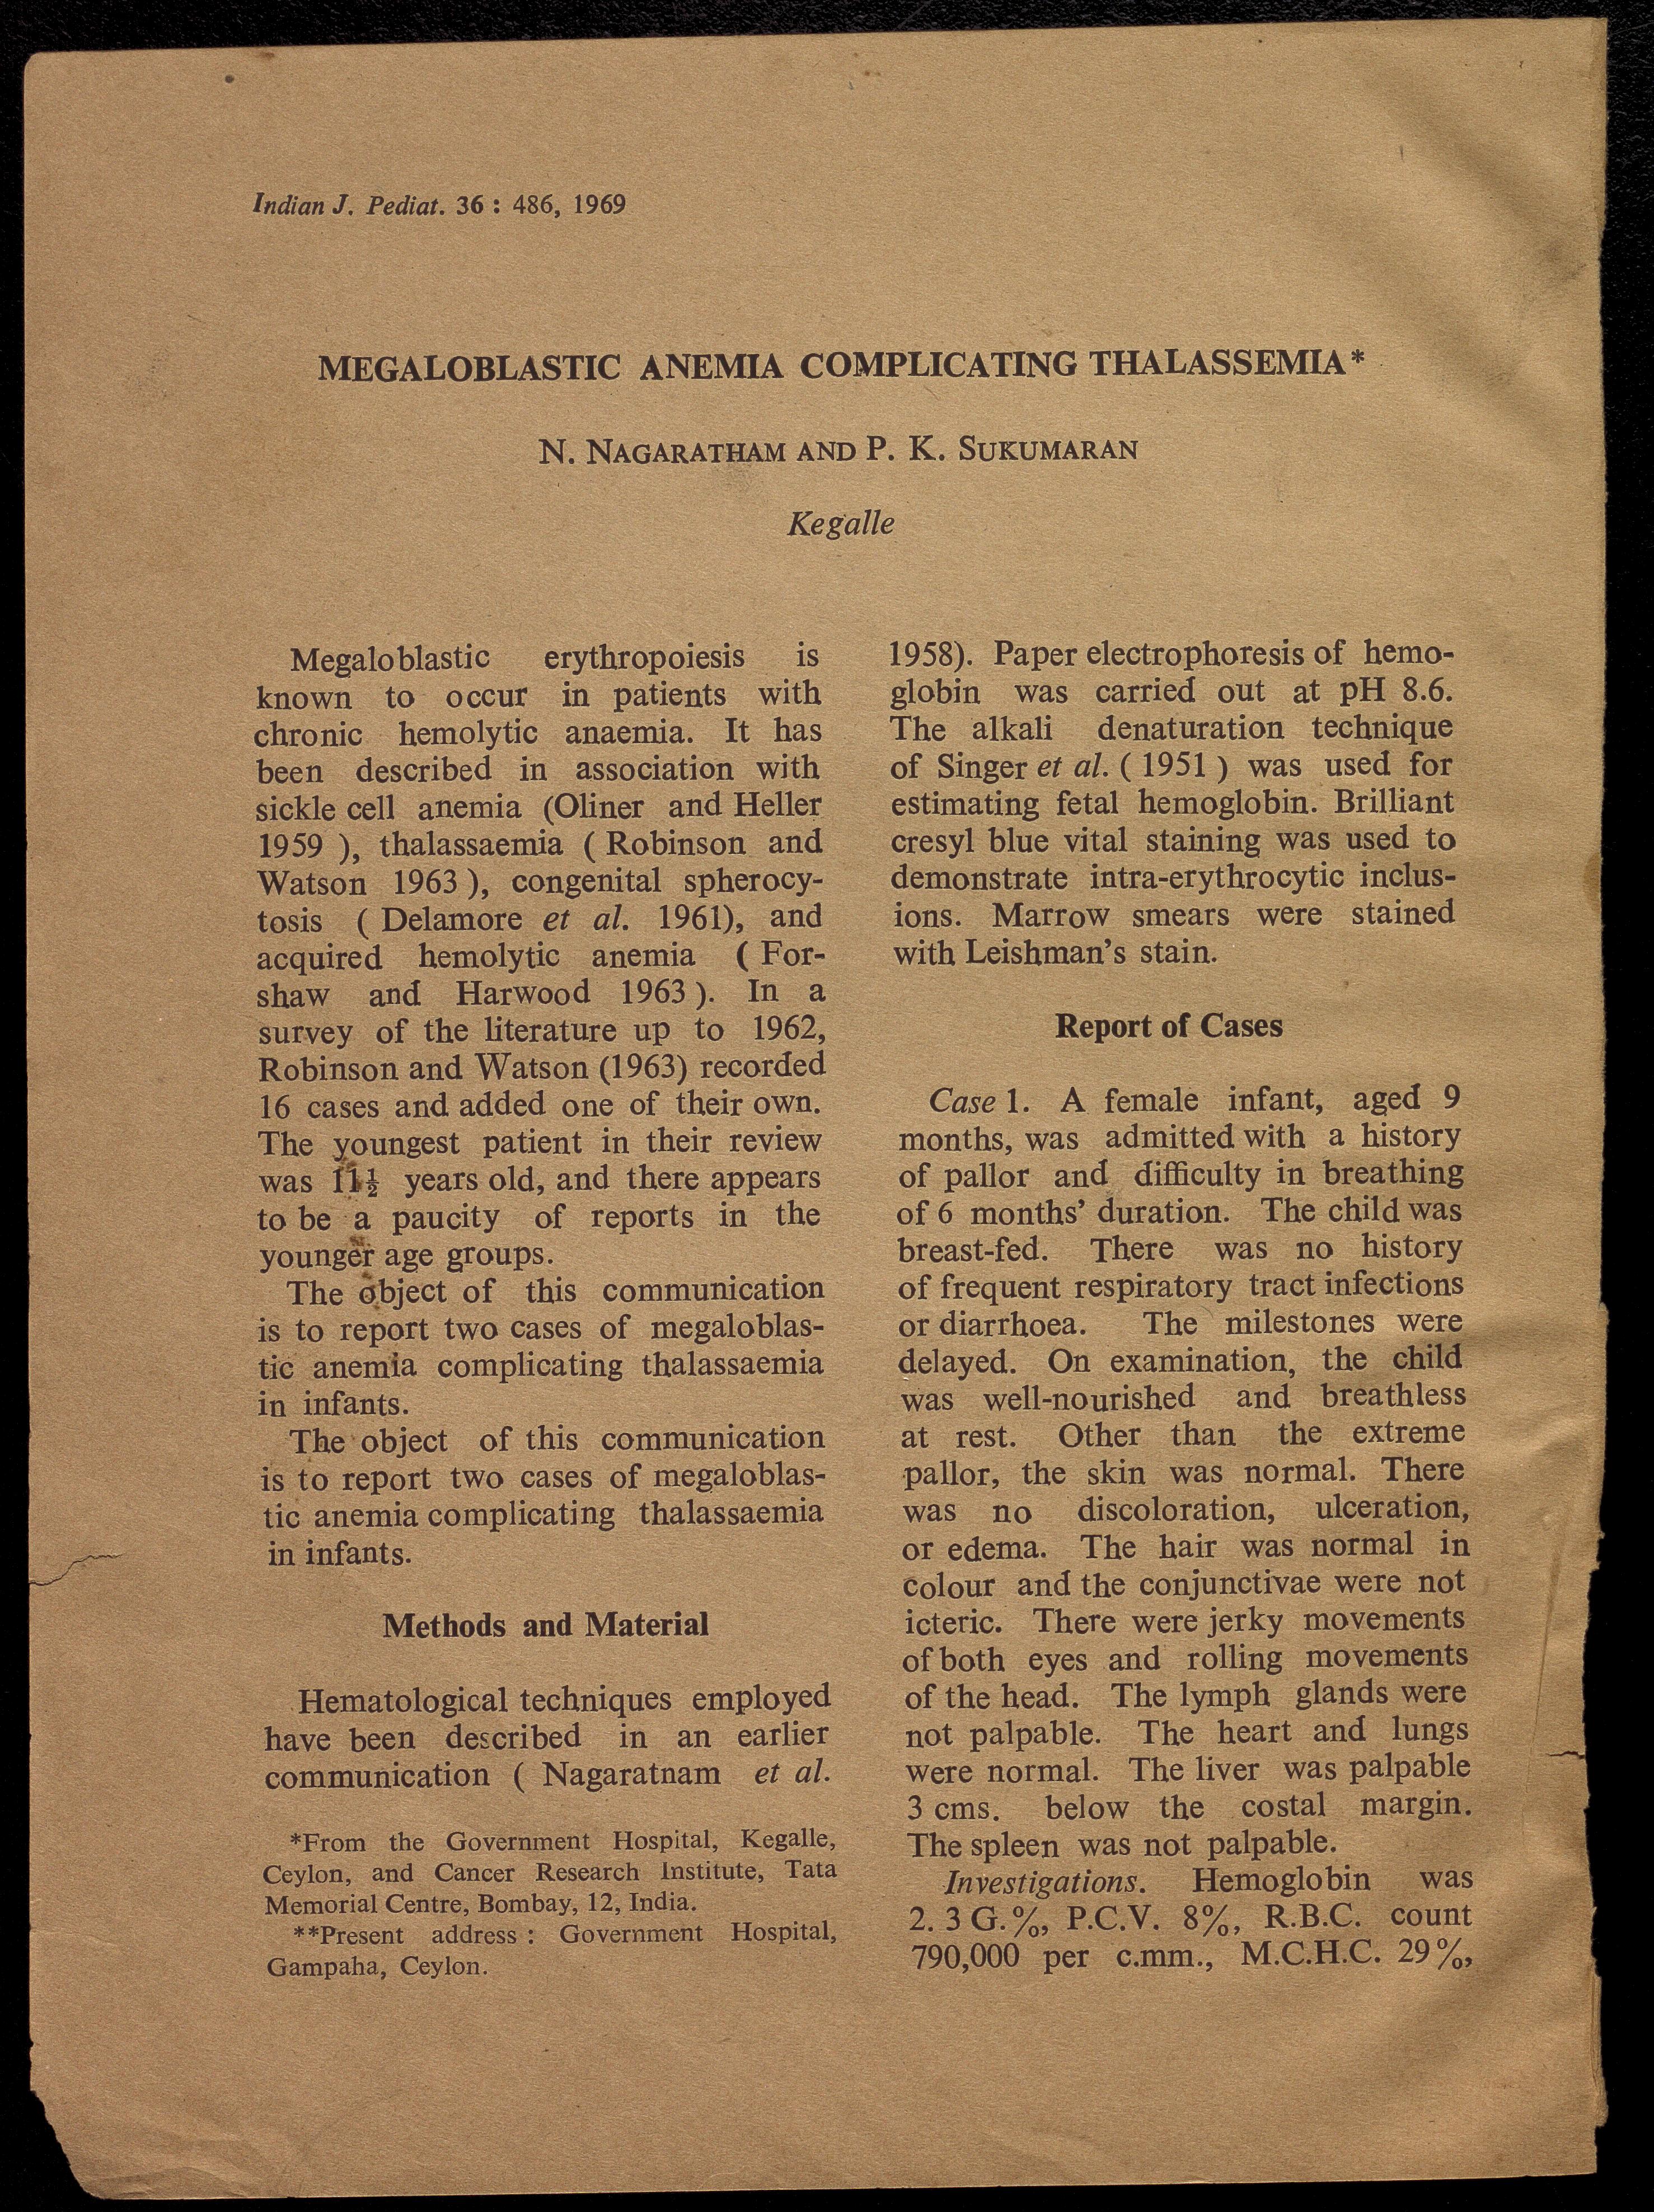 Indian J. Pediat. 36 : 486, 1969
MEGALOBLASTIC ANEMIA COMPLICATING THALASSEMIA*
N. NAGARATHAM AND P. K. SUKUMARAN
Kegalle
Megaloblastic erythropoiesis is
known to occur in patients with
chronic hemolytic anaemia. It has
been described in association with
sickle cell anemia (Oliner and Heller
1959 ), thalassaemia ( Robinson and
Watson 1963 ), congenital spherocy-
tosis ( Delamore et al. 1961), and
acquired hemolytic anemia ( For-
shaw and Harwood 1963 ). In a
survey of the literature up to 1962,
Robinson and Watson (1963) recorded
16 cases and added one of their own.
The youngest patient in their review
was 11½ years old, and there appears
to be a paucity of reports in the
younger age groups.
The object of this communication
is to report two cases of megaloblas-
tic anemia complicating thalassaemia
in infants.
The object of this communication
is to report two cases of megaloblas-
tic anemia complicating thalassaemia
in infants.
Methods and Material
Hematological techniques employed
have been described in an earlier
communication ( Nagaratnam et al.
*From the Government Hospital, Kegalle,
Ceylon, and Cancer Research Institute, Tata
Memorial Centre, Bombay, 12, India.
**Present address : Government Hospital,
Gampaha, Ceylon.
1958). Paper electrophoresis of hemo-
globin was carried out at pH 8.6.
The alkali denaturation technique
of Singer et al. ( 1951 ) was used for
estimating fetal hemoglobin. Brilliant
cresyl blue vital staining was used to
demonstrate intra-erythrocytic inclus-
ions. Marrow smears were stained
with Leishman's stain.
Report of Cases
Case 1. A female infant, aged 9
months, was admitted with a history
of pallor and difficulty in breathing
of 6 months' duration. The child was
breast-fed. There was no history
of frequent respiratory tract infections
or diarrhoea. The milestones were
delayed. On examination, the child
was well-nourished and breathless
at rest. Other than the extreme
pallor, the skin was normal. There
was no discoloration, ulceration,
or edema. The hair was normal in
colour and the conjunctivae were not
icteric. There were jerky movements
of both eyes and rolling movements
of the head. The lymph glands were
not palpable. The heart and lungs
were normal. The liver was palpable
3 cms. below the costal margin.
The spleen was not palpable.
Investigations. Hemoglobin was
2. 3 G.%, P.C.V. 8%, R.B.C. count
790,000 per c.mm., M.C.H.C. 29%,